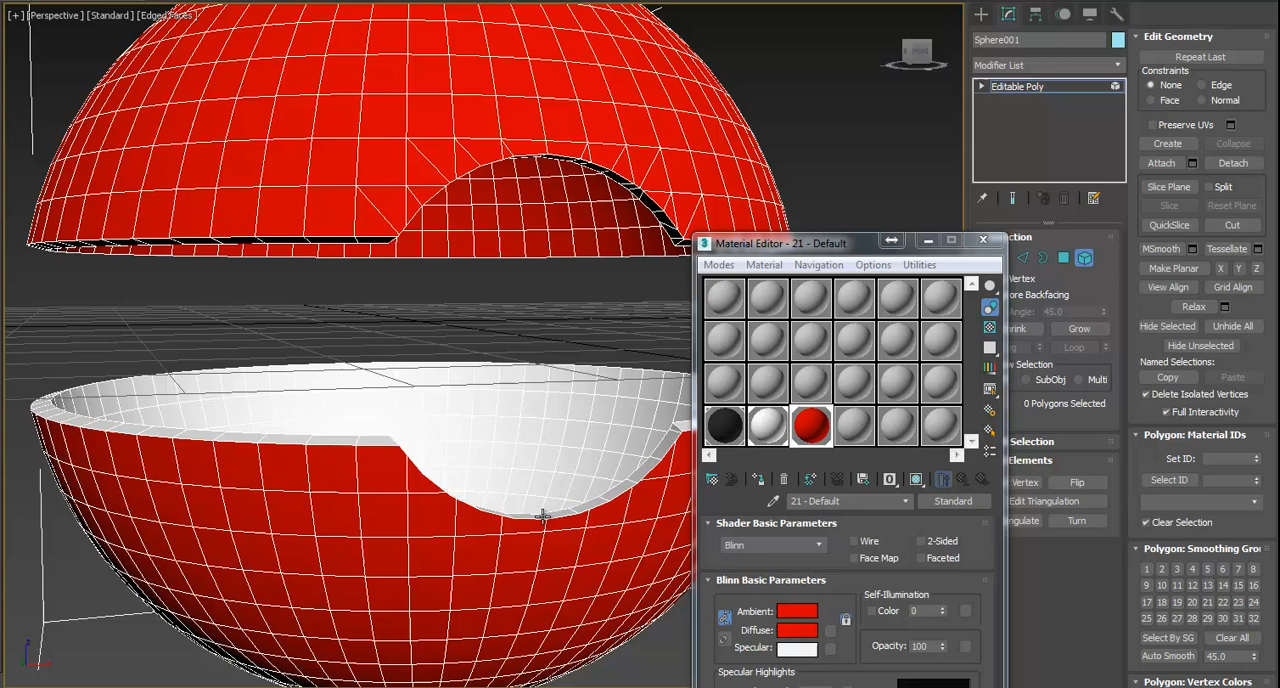 [+] [Perspective] [Standard] [Edged Faces]
Sphere001
Modifier List
Editable Poly
ction
Vertex
ore Backfacing
Angle: 45.0
rink Grow
ng Loop
w Selection
SubObj Multi
0 Polygons Selected
Selection
Elements
Vertex Flip
Edit Triangulation
angulate Turn
Edit Geometry
Repeat Last
Constraints
None Edge
Face Normal
Preserve UVs
Create Collapse
Attach Detach
Slice Plane Split
Slice Reset Plane
QuickSlice Cut
MSmooth Tessellate
Make Planar X Y Z
View Align Grid Align
Relax
Hide Selected Unhide All
Hide Unselected
Named Selections:
Copy Paste
Delete Isolated Vertices
Full Interactivity
Polygon: Material IDs
Set ID:
Select ID
Clear Selection
Polygon: Smoothing Gro
1 2 3 4 5 6 7 8
9 10 11 12 13 14 15 16
17 18 19 20 21 22 23 24
25 26 27 28 29 30 31 32
Select By SG Clear All
Auto Smooth 45.0
Polygon: Vertex Colors
3 Material Editor - 21 - Default
Modes Material Navigation Options Utilities
0
21 - Default Standard
Shader Basic Parameters
Blinn
Wire 2-Sided
Face Map Faceted
Blinn Basic Parameters
Self-Illumination
Ambient: Color 0
Diffuse:
Specular: Opacity: 100
Specular Highlights